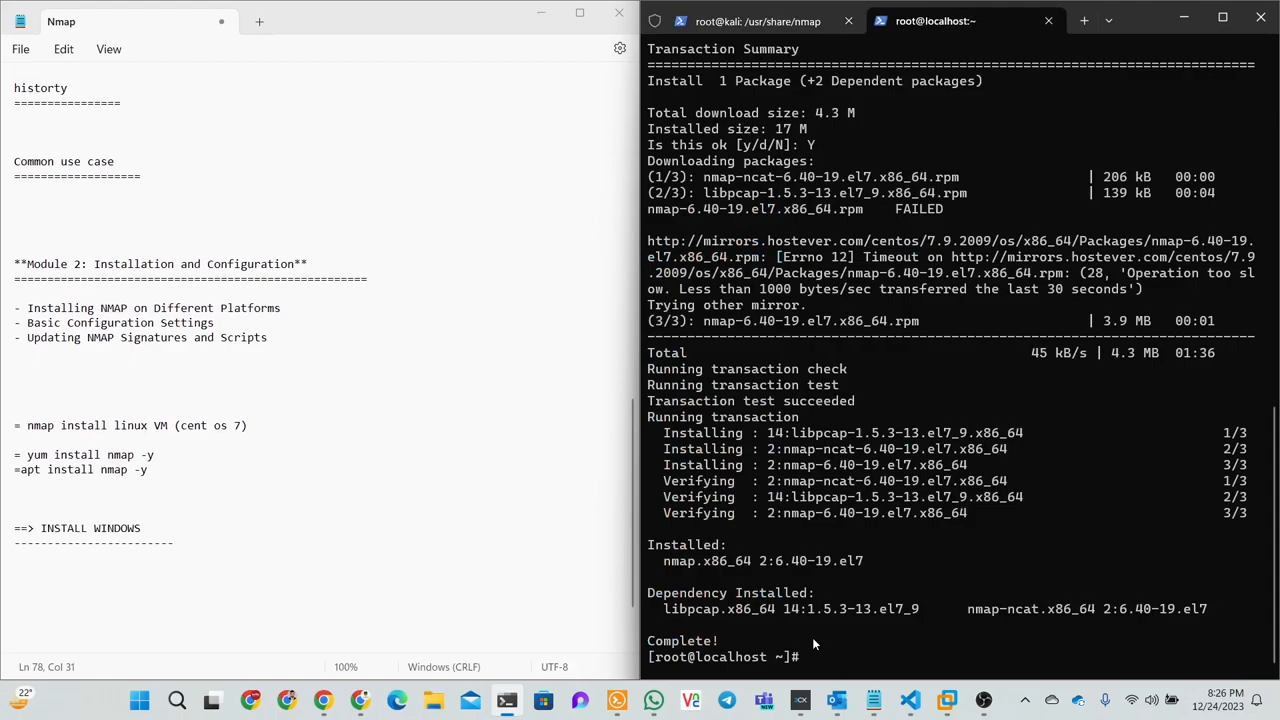 Nmap
File Edit View
historty
================
Common use case
===================
**Module 2: Installation and Configuration**
=====================================================
- Installing NMAP on Different Platforms
- Basic Configuration Settings
- Updating NMAP Signatures and Scripts
= nmap install linux VM (cent os 7)
= yum install nmap -y
=apt install nmap -y
==> INSTALL WINDOWS
------------------------
Ln 78, Col 31 100% Windows (CRLF) UTF-8
root@kali: /usr/share/nmap root@localhost:~
Transaction Summary
============================================================================
Install  1 Package (+2 Dependent packages)
Total download size: 4.3 M
Installed size: 17 M
Is this ok [y/d/N]: Y
Downloading packages:
(1/3): nmap-ncat-6.40-19.el7.x86_64.rpm | 206 kB 00:00
(2/3): libpcap-1.5.3-13.el7_9.x86_64.rpm | 139 kB 00:04
nmap-6.40-19.el7.x86_64.rpm FAILED
http://mirrors.hostever.com/centos/7.9.2009/os/x86_64/Packages/nmap-6.40-19.
el7.x86_64.rpm: [Errno 12] Timeout on http://mirrors.hostever.com/centos/7.9
.2009/os/x86_64/Packages/nmap-6.40-19.el7.x86_64.rpm: (28, 'Operation too sl
ow. Less than 1000 bytes/sec transferred the last 30 seconds')
Trying other mirror.
(3/3): nmap-6.40-19.el7.x86_64.rpm | 3.9 MB 00:01
----------------------------------------------------------------------------
Total 45 kB/s | 4.3 MB 01:36
Running transaction check
Running transaction test
Transaction test succeeded
Running transaction
Installing : 14:libpcap-1.5.3-13.el7_9.x86_64 1/3
Installing : 2:nmap-ncat-6.40-19.el7.x86_64 2/3
Installing : 2:nmap-6.40-19.el7.x86_64 3/3
Verifying  : 2:nmap-ncat-6.40-19.el7.x86_64 1/3
Verifying  : 14:libpcap-1.5.3-13.el7_9.x86_64 2/3
Verifying  : 2:nmap-6.40-19.el7.x86_64 3/3
Installed:
nmap.x86_64 2:6.40-19.el7
Dependency Installed:
libpcap.x86_64 14:1.5.3-13.el7_9 nmap-ncat.x86_64 2:6.40-19.el7
Complete!
[root@localhost ~]#
22°
8:26 PM
12/24/2023